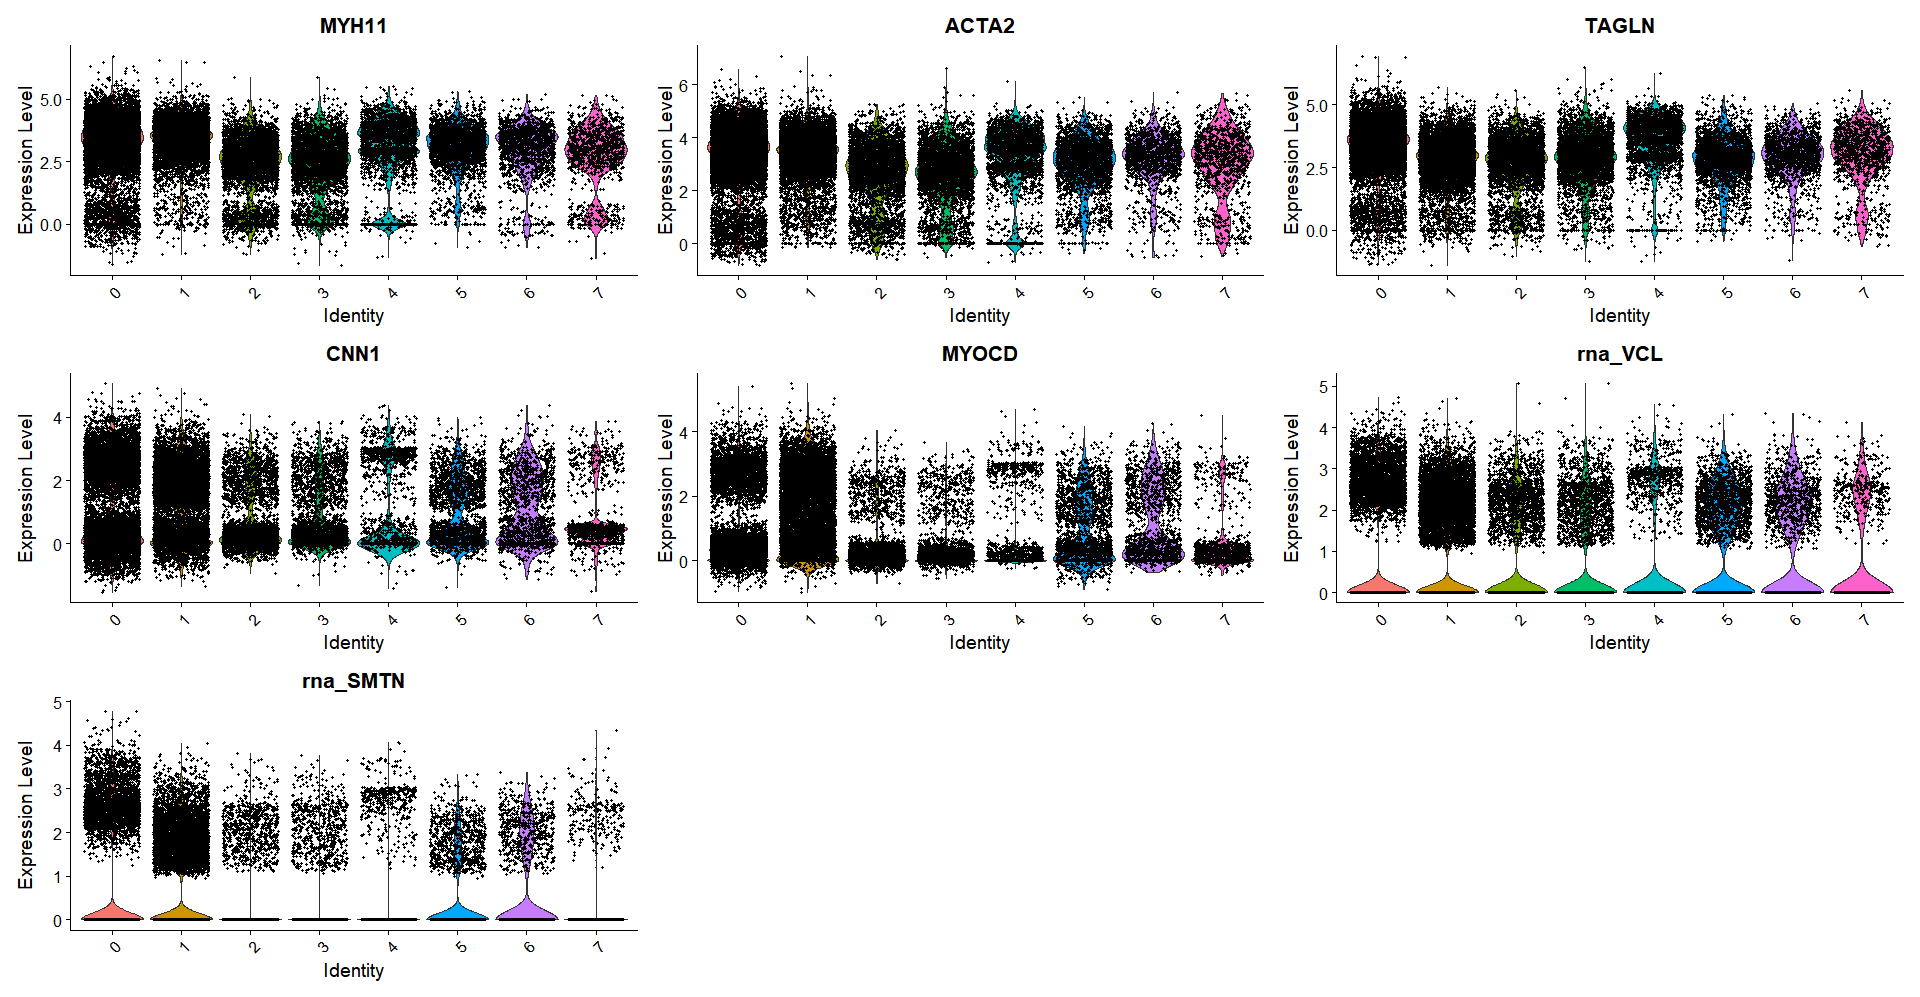 MYH11
Expression Level
5.0
2.5
0.0
0 1 2 3 4 5 6 7
Identity
ACTA2
Expression Level
6
4
2
0
0 1 2 3 4 5 6 7
Identity
TAGLN
Expression Level
5.0
2.5
0.0
0 1 2 3 4 5 6 7
Identity
CNN1
Expression Level
4
2
0
0 1 2 3 4 5 6 7
Identity
MYOCD
Expression Level
4
2
0
0 1 2 3 4 5 6 7
Identity
rna_VCL
Expression Level
5
4
3
2
1
0
0 1 2 3 4 5 6 7
Identity
rna_SMTN
Expression Level
5
4
3
2
1
0
0 1 2 3 4 5 6 7
Identity